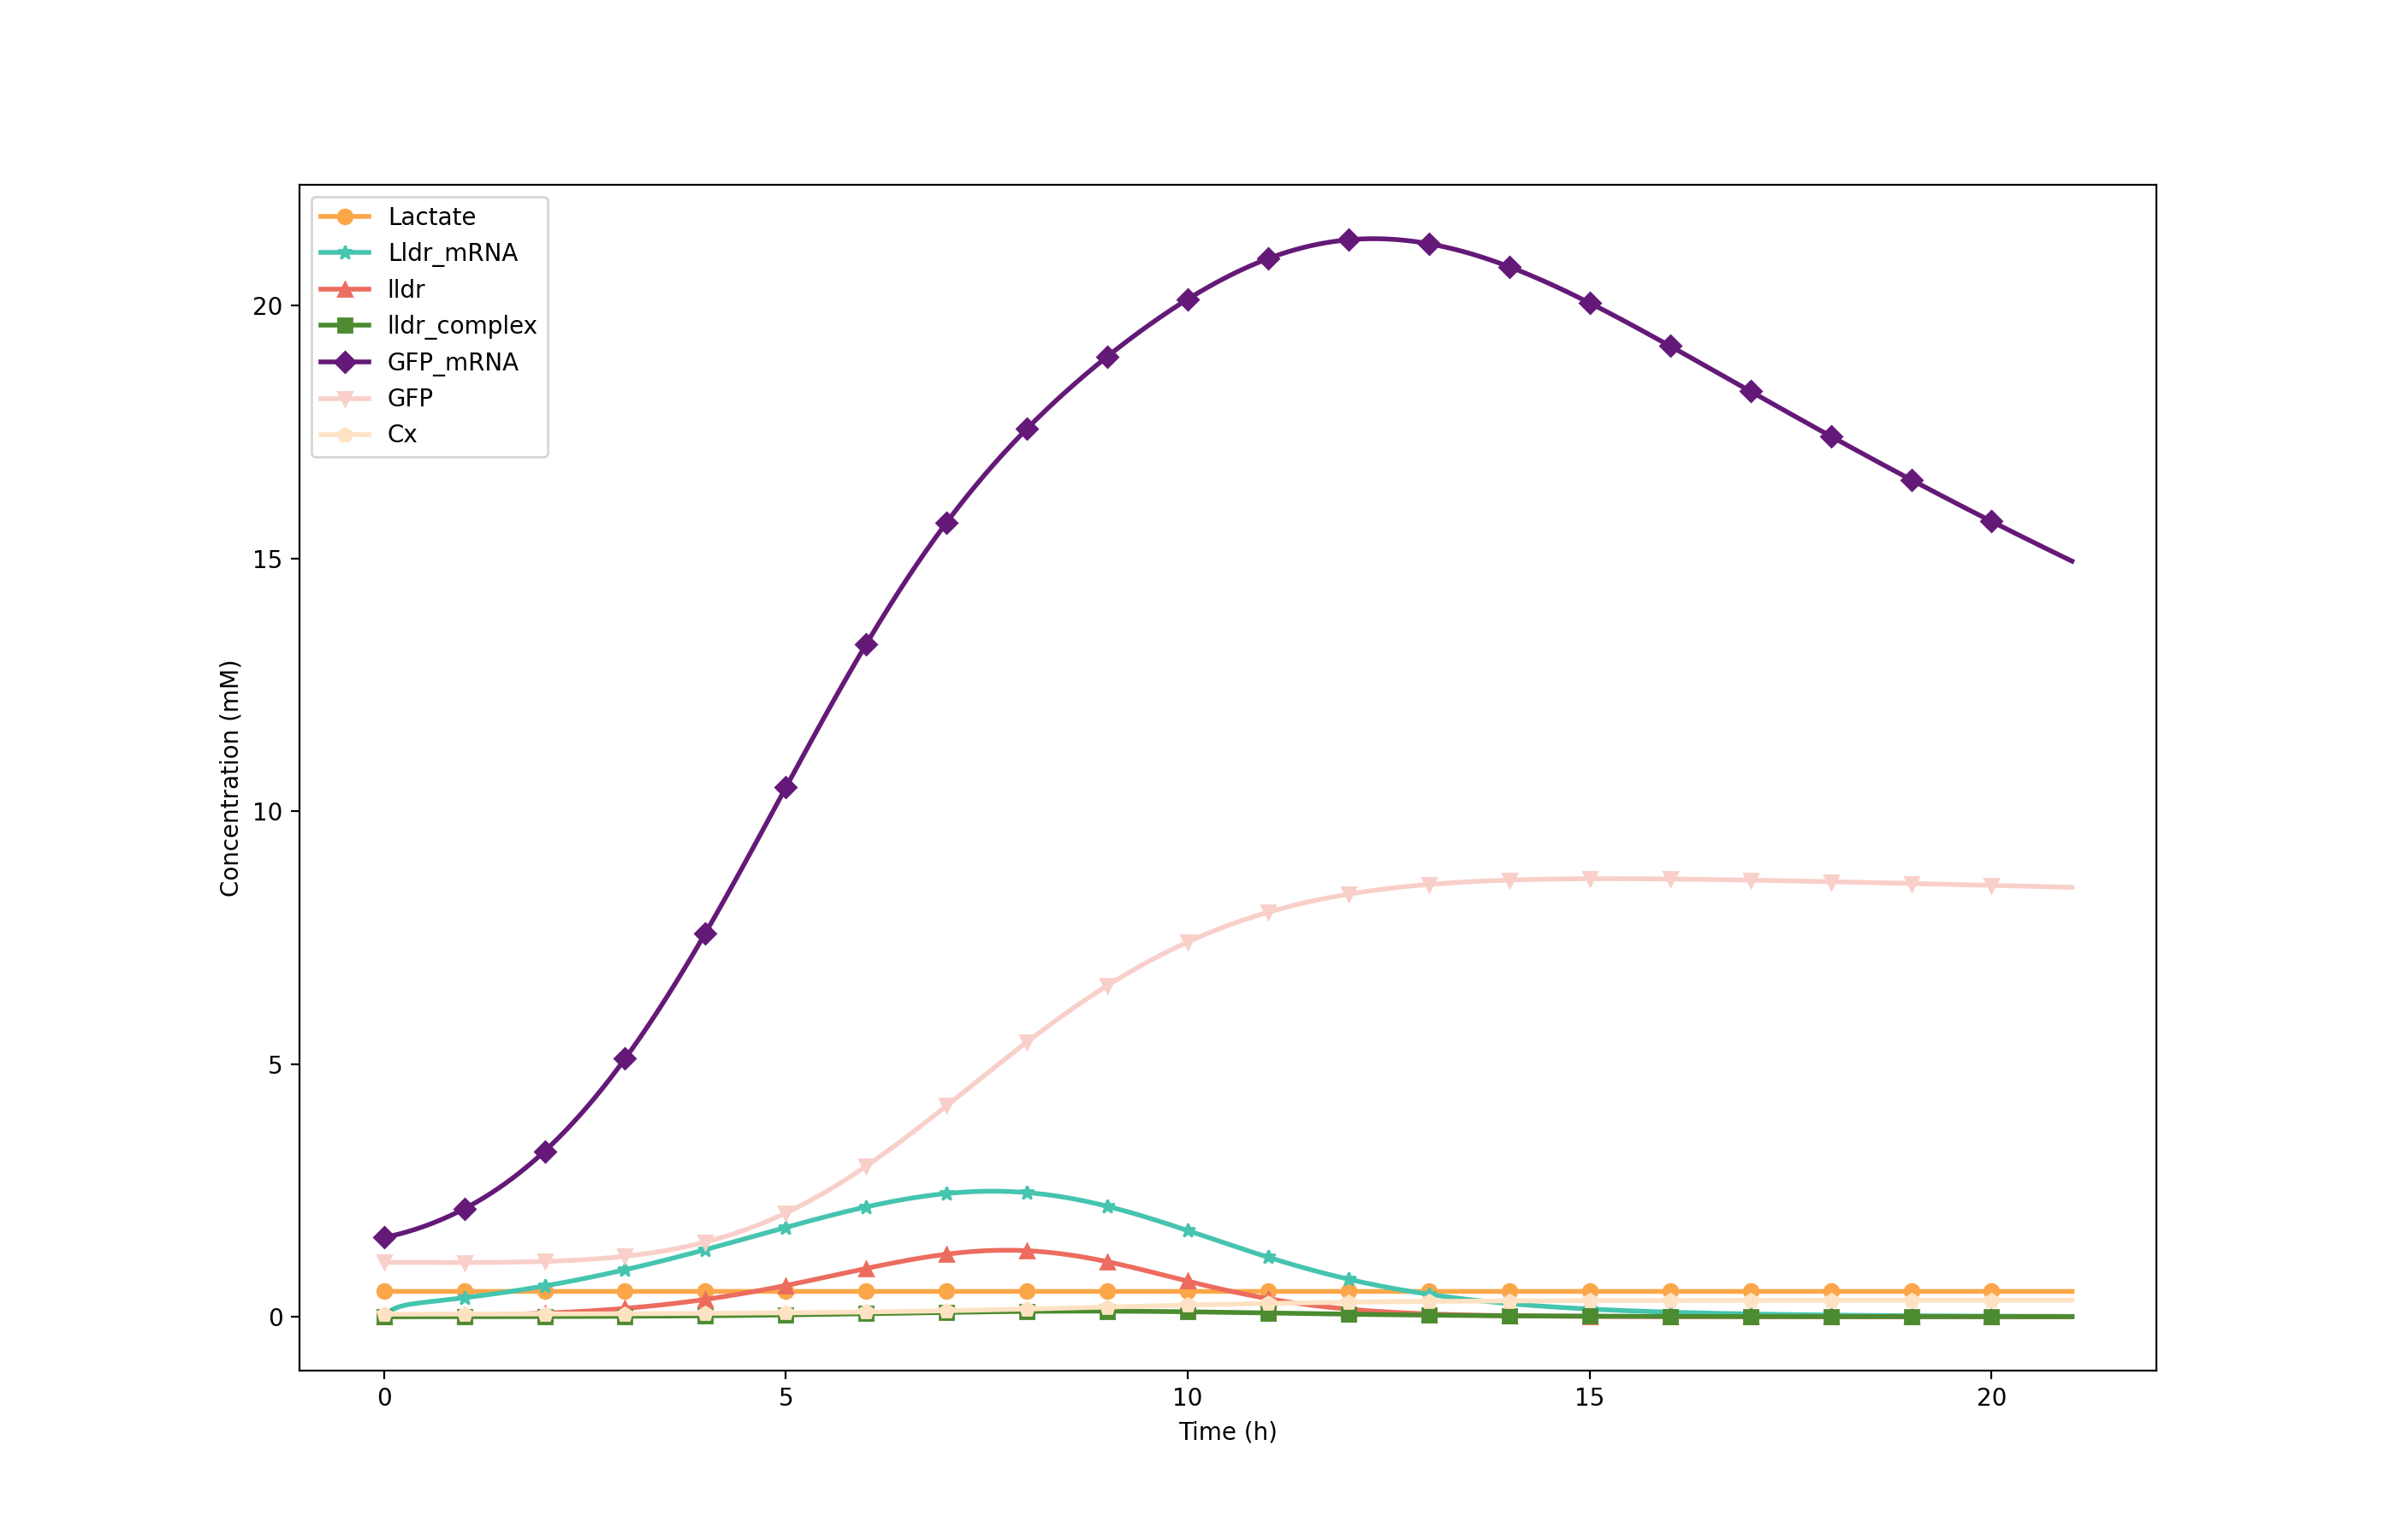 Lactate
Lldr_mRNA
lldr
lldr_complex
GFP_mRNA
GFP
Cx
20
15
10
5
0
Concentration (mM)
0 5 10 15 20
Time (h)